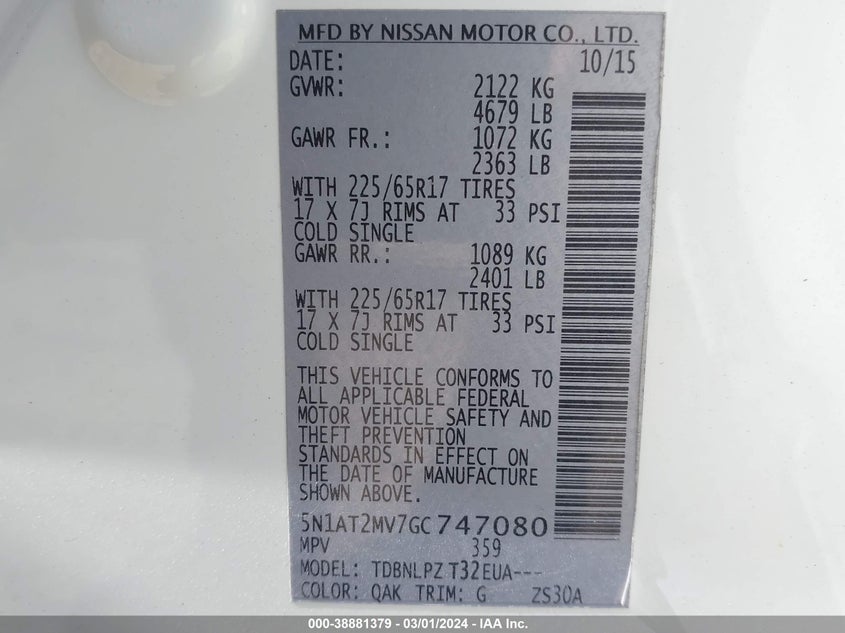 MFD BY NISSAN MOTOR CO., LTD.
DATE: 10/15
GVWR: 2122 KG
4679 LB
GAWR FR.: 1072 KG
2363 LB
WITH 225/65R17 TIRES
17 X 7J RIMS AT 33 PSI
COLD SINGLE
GAWR RR.: 1089 KG
2401 LB
WITH 225/65R17 TIRES
17 X 7J RIMS AT 33 PSI
COLD SINGLE
THIS VEHICLE CONFORMS TO
ALL APPLICABLE FEDERAL
MOTOR VEHICLE SAFETY AND
THEFT PREVENTION
STANDARDS IN EFFECT ON
THE DATE OF MANUFACTURE
SHOWN ABOVE.
5N1AT2MV7GC747080
MPV 359
MODEL: TDBNLPZ T32EUA---
COLOR: QAK TRIM: G ZS30A
000-38881379 - 03/01/2024 - IAAI Inc.